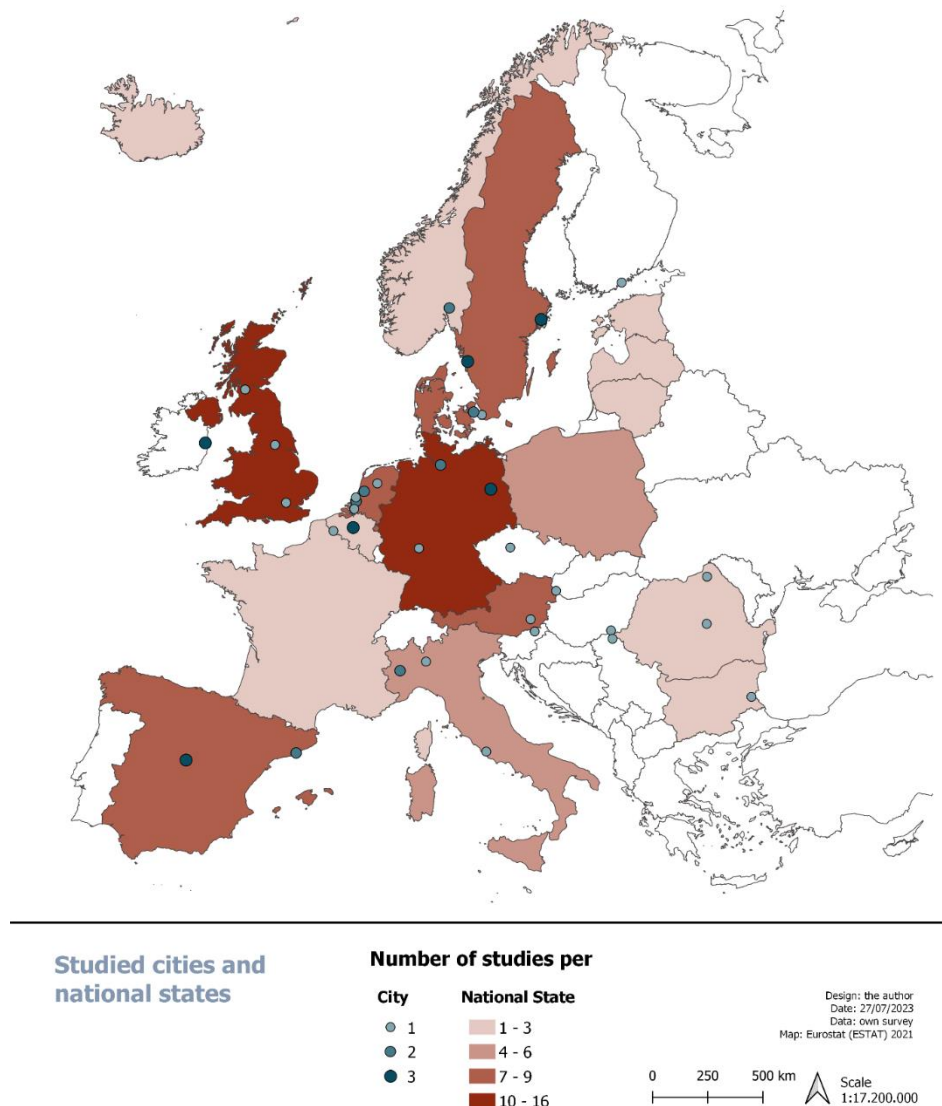 Studied cities and
national states
Number of studies per
City
National State
1
1 - 3
2
4 - 6
3
7 - 9
10 - 16
Design: the author
Date: 27/07/2023
Data: own survey
Map: Eurostat (ESTAT) 2021
0 250 500 km
Scale
1:17.200.000